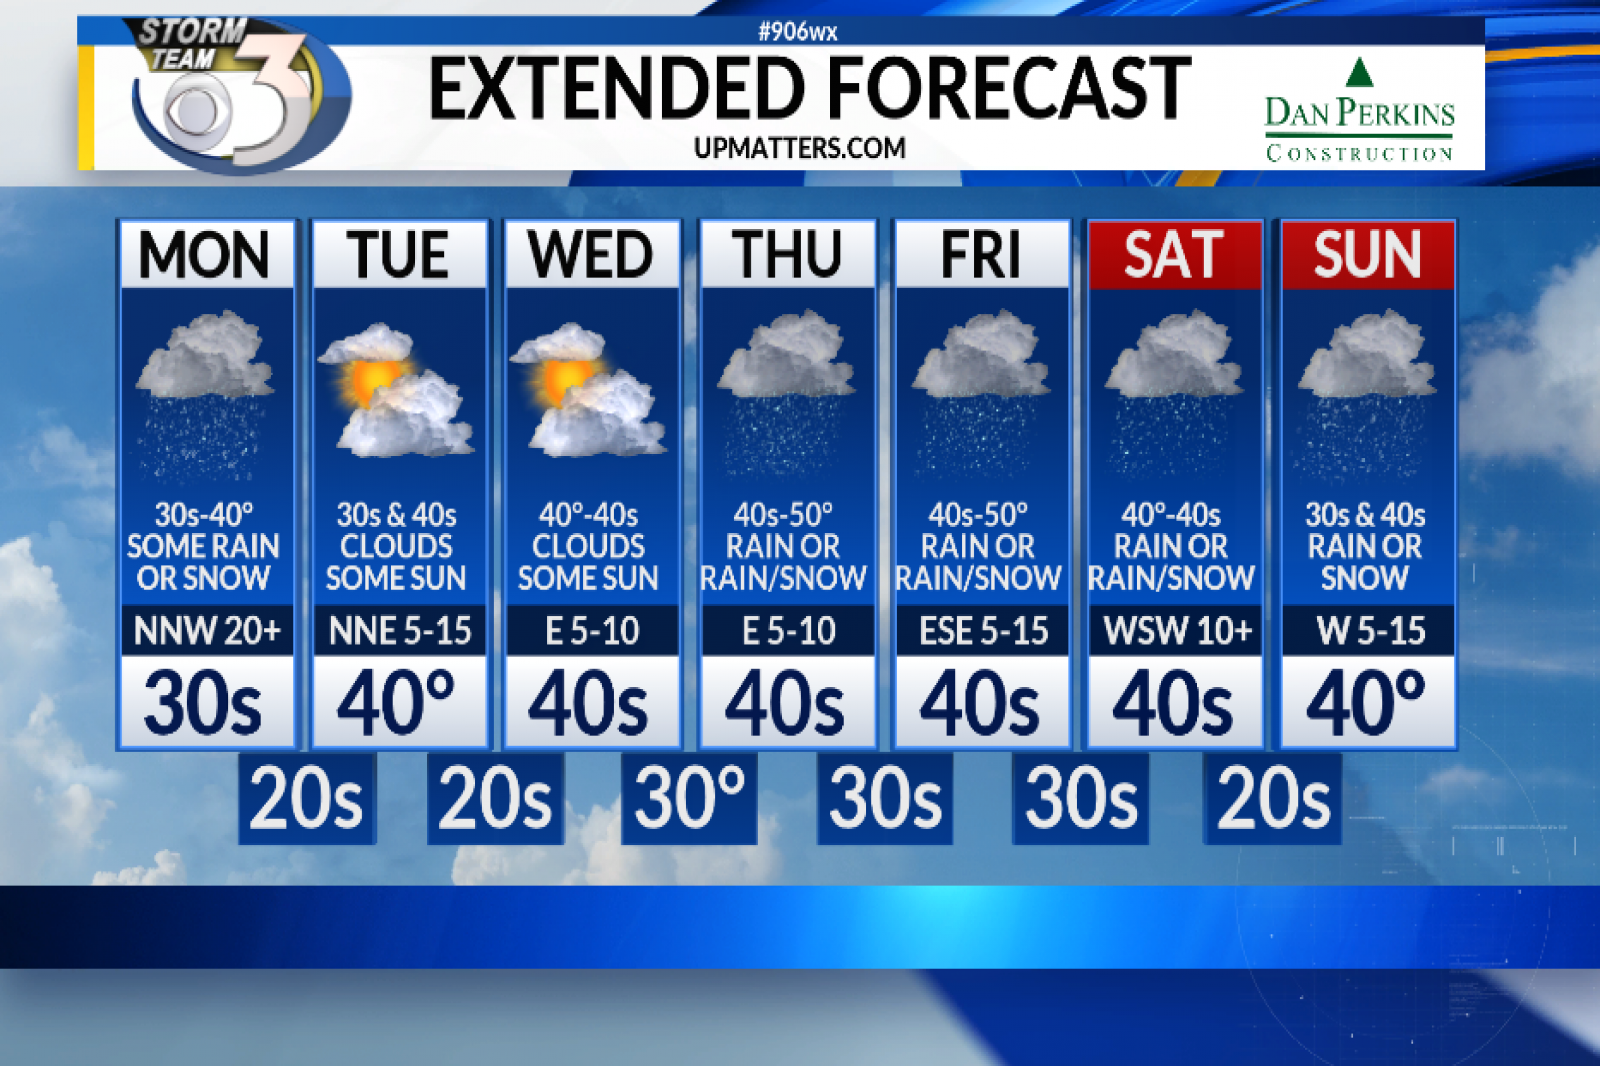 #906wx
STORM
TEAM
3
EXTENDED FORECAST
UPMATTERS.COM
DAN PERKINS
CONSTRUCTION
MON
30s-40°
SOME RAIN
OR SNOW
NNW 20+
30s
TUE
30s & 40s
CLOUDS
SOME SUN
NNE 5-15
40°
WED
40°-40s
CLOUDS
SOME SUN
E 5-10
40s
THU
40s-50°
RAIN OR
RAIN/SNOW
E 5-10
40s
FRI
40s-50°
RAIN OR
RAIN/SNOW
ESE 5-15
40s
SAT
40°-40s
RAIN OR
RAIN/SNOW
WSW 10+
40s
SUN
30s & 40s
RAIN OR
SNOW
W 5-15
40°
20s
20s
30°
30s
30s
20s